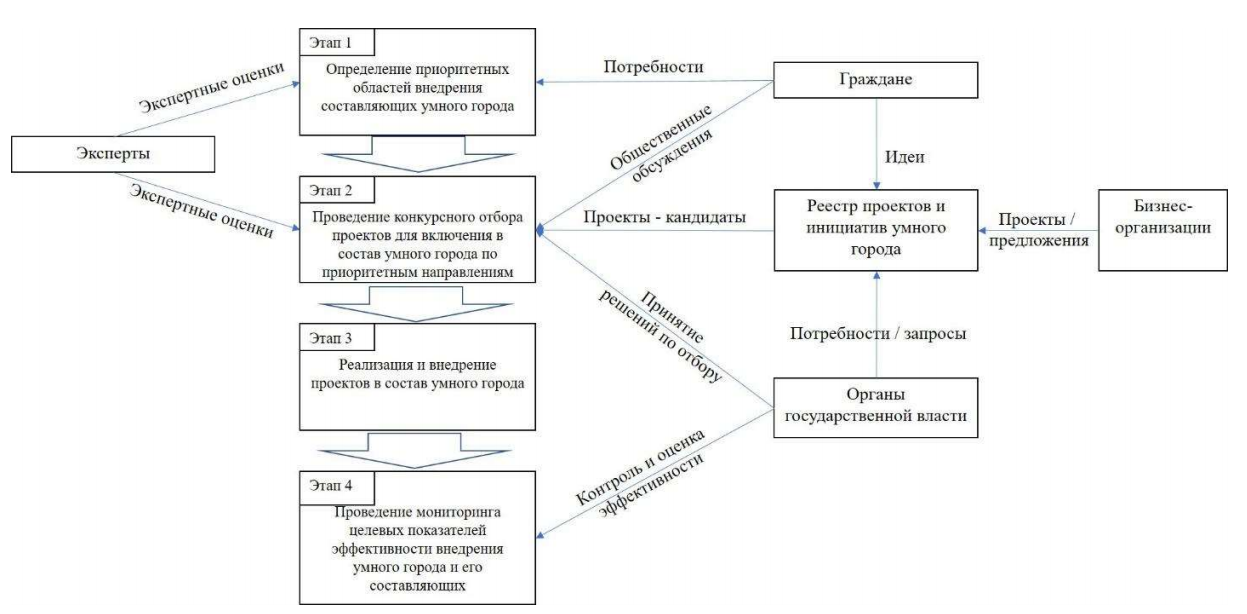 Этап 1
Определение приоритетных
областей внедрения
составляющих умного города
Экспертные оценки
Потребности
Граждане
Эксперты
Общественные
обсуждения
Идеи
Экспертные оценки
Этап 2
Проведение конкурсного отбора
проектов для включения в
состав умного города по
приоритетным направлениям
Проекты - кандидаты
Реестр проектов и
инициатив умного
города
Проекты /
предложения
Бизнес-
организации
Принятие
решений по отбору
Потребности / запросы
Этап 3
Реализация и внедрение
проектов в состав умного города
Органы
государственной власти
Контроль и оценка
эффективности
Этап 4
Проведение мониторинга
целевых показателей
эффективности внедрения
умного города и его
составляющих